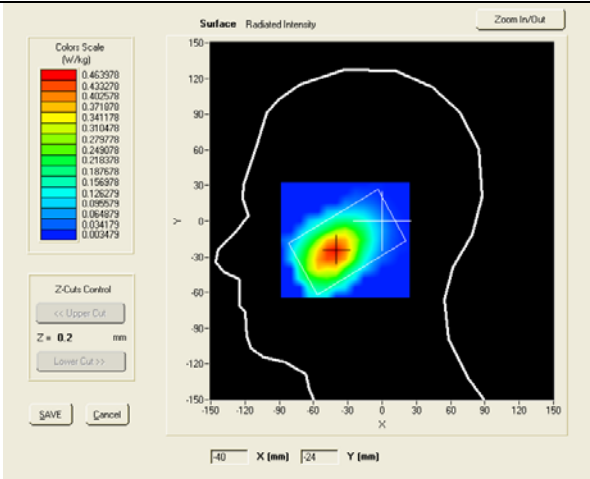 Surface Radiated Intensity
Zoom In/Out
Colors Scale
(W/kg)
0.463978
0.433278
0.402578
0.371878
0.341178
0.310478
0.279778
0.249078
0.218378
0.187678
0.156978
0.126279
0.095579
0.064879
0.034179
0.003479
150
120
90
60
30
0
-30
-60
-90
-120
-150
Y
-150 -120 -90 -60 -30 0 30 60 90 120 150
X
Z-Cuts Control
<< Upper Cut
Z = 0.2 mm
Lower Cut >>
SAVE Cancel
-40 X (mm) -24 Y (mm)